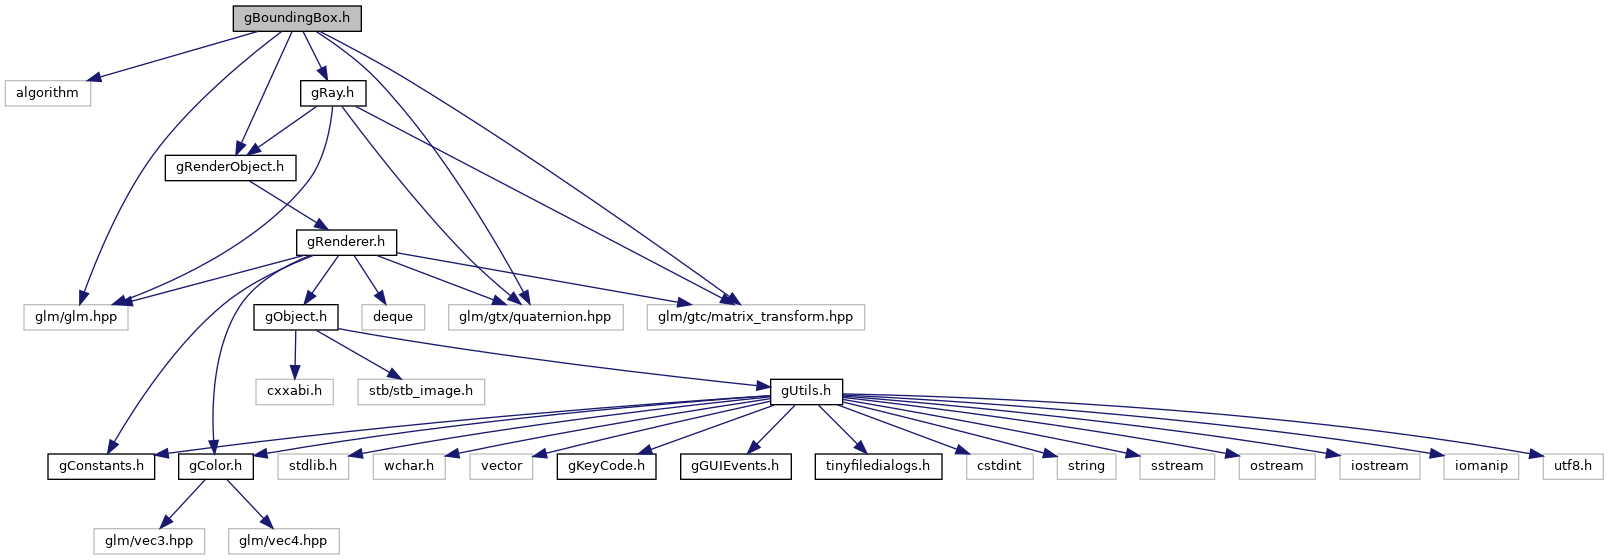 gBoundingBox.h
algorithm
gRay.h
gRenderObject.h
gRenderer.h
glm/glm.hpp
gObject.h
deque
glm/gtx/quaternion.hpp
glm/gtc/matrix_transform.hpp
cxxabi.h
stb/stb_image.h
gUtils.h
gConstants.h
gColor.h
stdlib.h
wchar.h
vector
gKeyCode.h
gGUIEvents.h
tinyfiledialogs.h
cstdint
string
sstream
ostream
iostream
iomanip
utf8.h
glm/vec3.hpp
glm/vec4.hpp